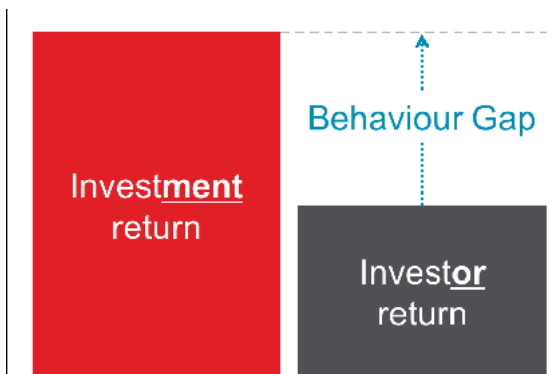 Investment
return
Behaviour Gap
Investor
return